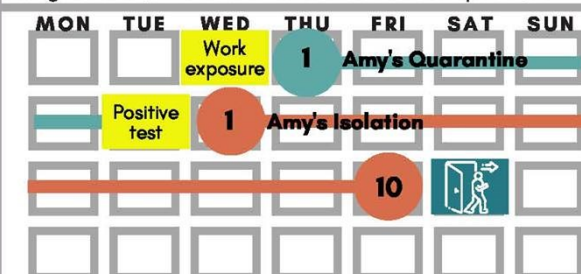 MON TUE WED THU FRI SAT SUN
Work
exposure
1 Amy's Quarantine
Positive
test
1 Amy's Isolation
10